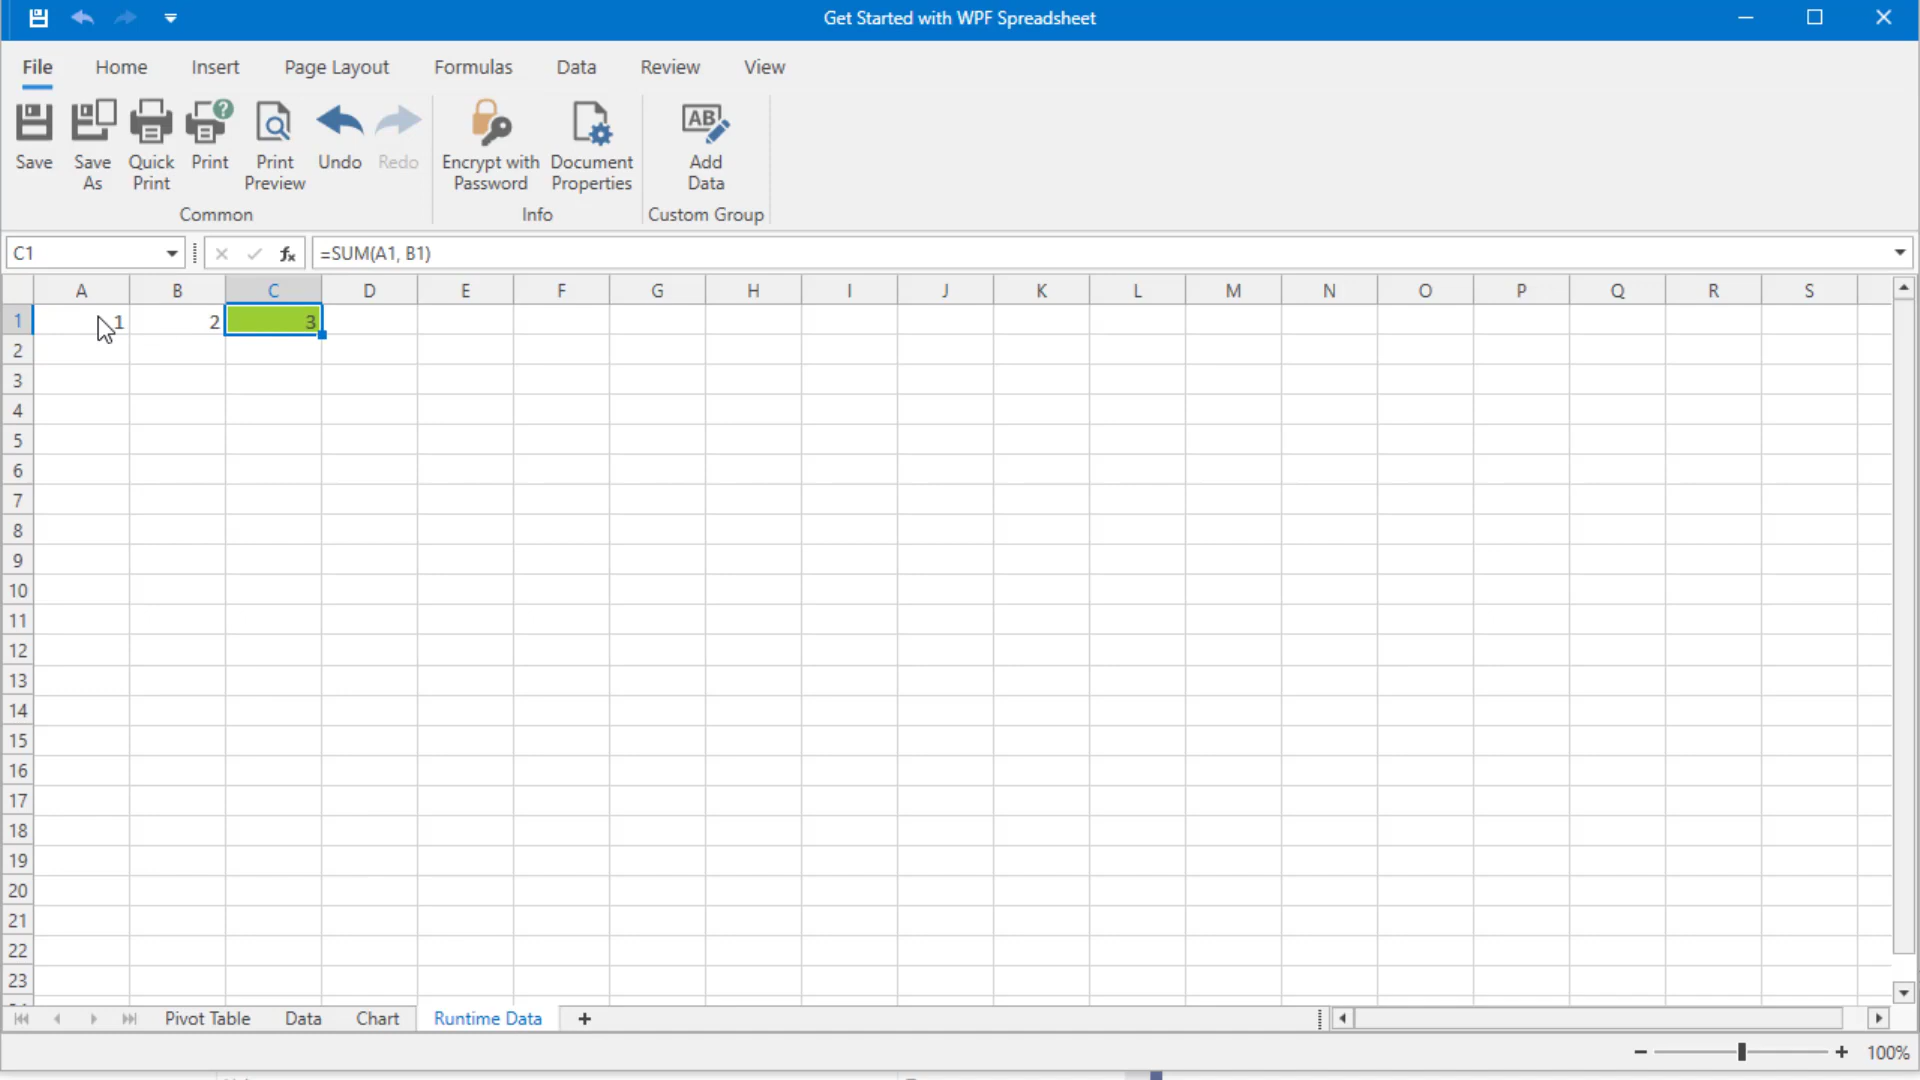 Get Started with WPF Spreadsheet
File Home Insert Page Layout Formulas Data Review View
Save Save As Quick Print Print Print Preview Undo Redo Encrypt with Password Document Properties AB Add Data
Common Info Custom Group
C1 fx =SUM(A1, B1)
A B C D E F G H I J K L M N O P Q R S
1 1 2 3
2
3
4
5
6
7
8
9
10
11
12
13
14
15
16
17
18
19
20
21
22
23
Pivot Table Data Chart Runtime Data +
100%